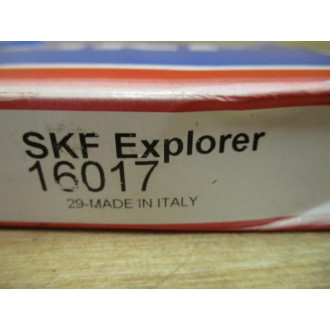 SKF Explorer
16017
29-MADE IN ITALY